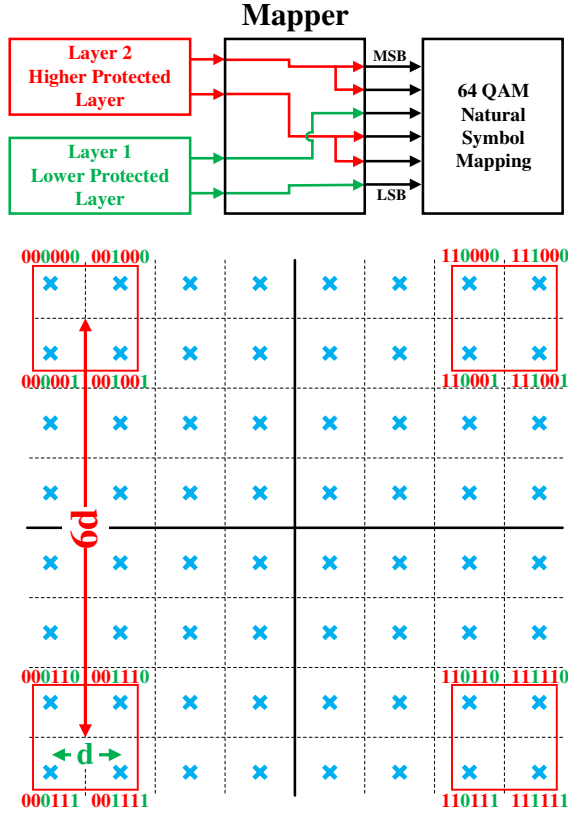 Mapper
Layer 2
Higher Protected
Layer
Layer 1
Lower Protected
Layer
MSB
LSB
64 QAM
Natural
Symbol
Mapping
000000 001000
110000 111000
000001 001001
110001 111001
6d
000110 001110
110110 111110
d
000111 001111
110111 111111